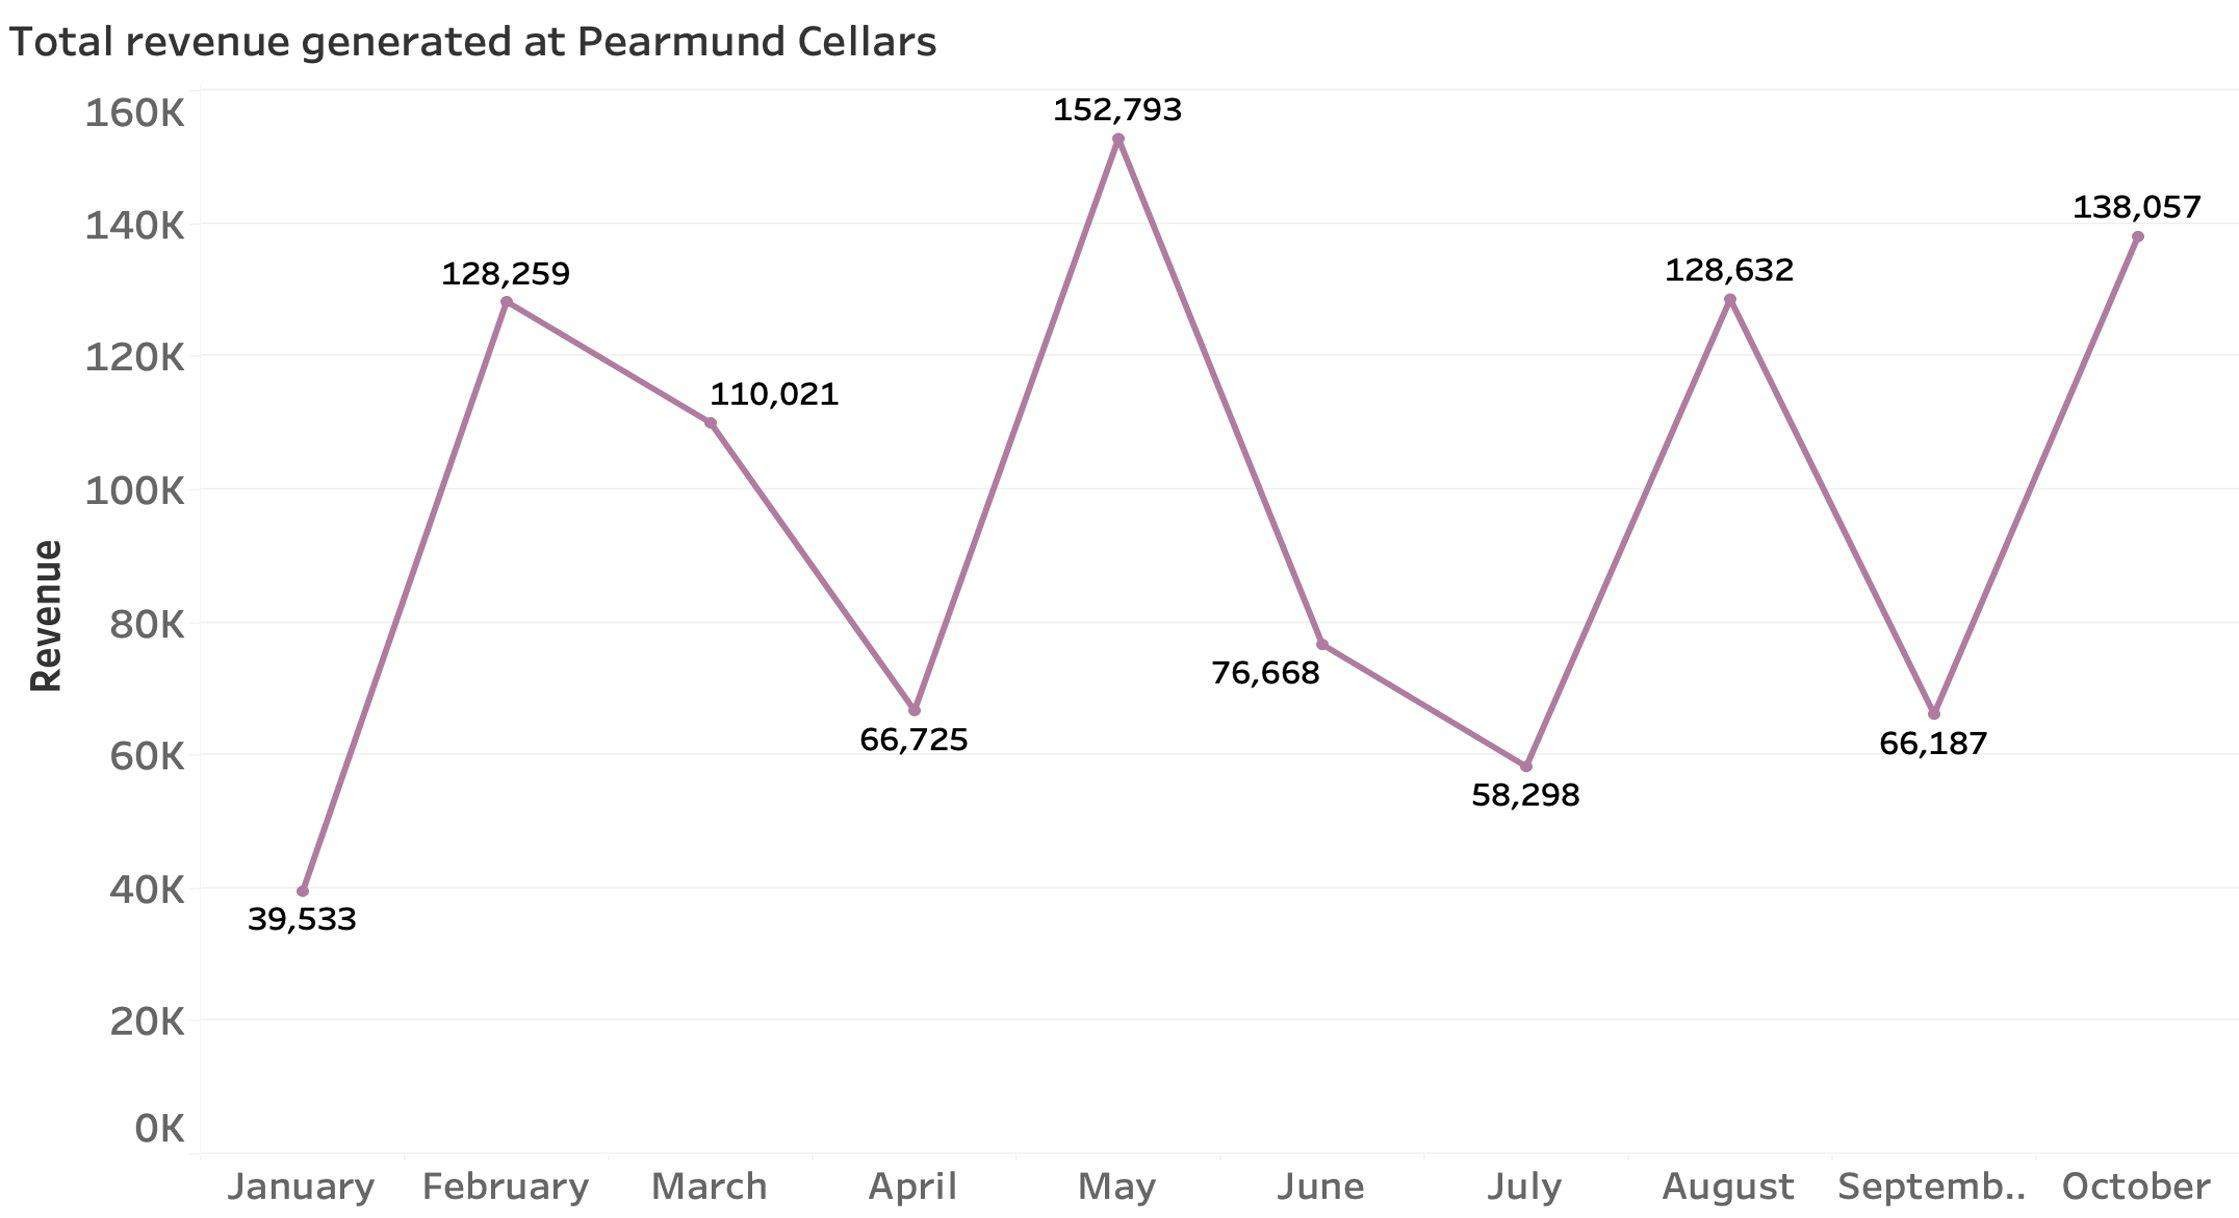 Total revenue generated at Pearmund Cellars
160K
140K
120K
100K
80K
60K
40K
20K
0K
Revenue
39,533
128,259
110,021
66,725
152,793
76,668
58,298
128,632
66,187
138,057
January February March April May June July August Septemb.. October